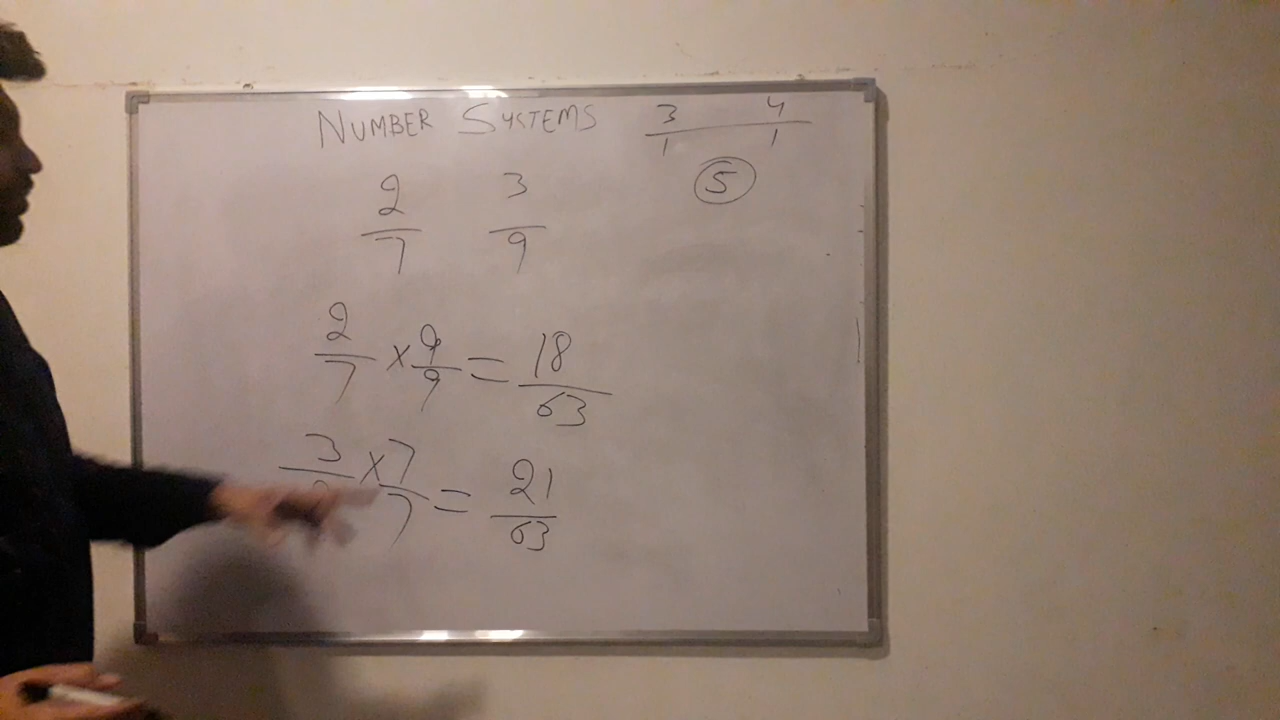 NUMBER SYSTEMS
3 4
1 1
5
2 3
7 9
2/7 × 9/9 = 18/63
3 × 7/7 = 21/63